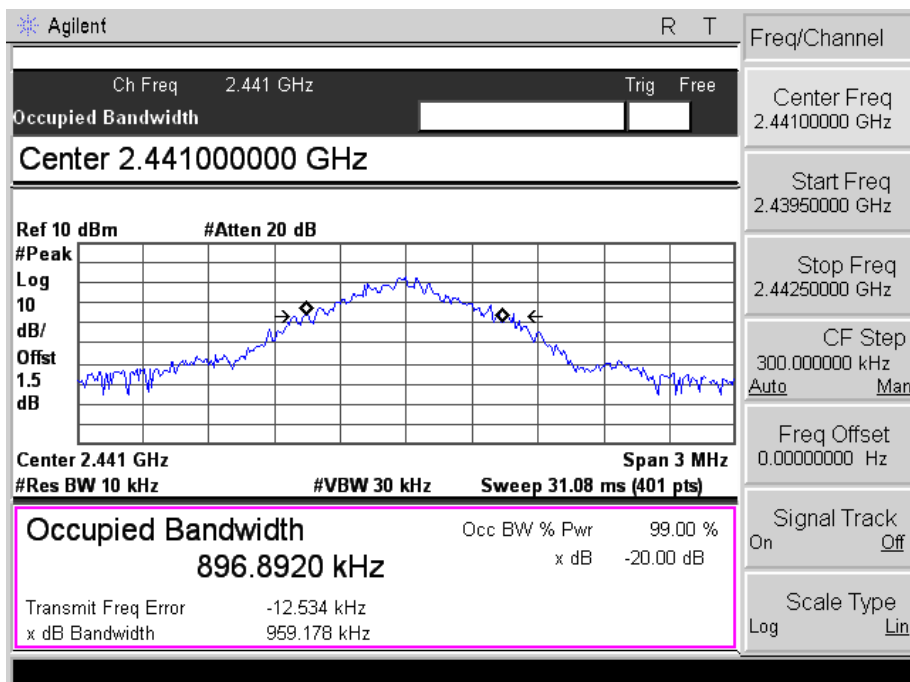 Agilent R T
Freq/Channel
Ch Freq 2.441 GHz Trig Free
Occupied Bandwidth
Center 2.441000000 GHz
Center Freq
2.44100000 GHz
Start Freq
2.43950000 GHz
Stop Freq
2.44250000 GHz
CF Step
300.000000 kHz
Auto Man
Freq Offset
0.00000000 Hz
Signal Track
On Off
Scale Type
Log Lin
Ref 10 dBm #Atten 20 dB
#Peak
Log
10
dB/
Offst
1.5
dB
Center 2.441 GHz Span 3 MHz
#Res BW 10 kHz #VBW 30 kHz Sweep 31.08 ms (401 pts)
Occupied Bandwidth Occ BW % Pwr 99.00 %
896.8920 kHz x dB -20.00 dB
Transmit Freq Error -12.534 kHz
x dB Bandwidth 959.178 kHz